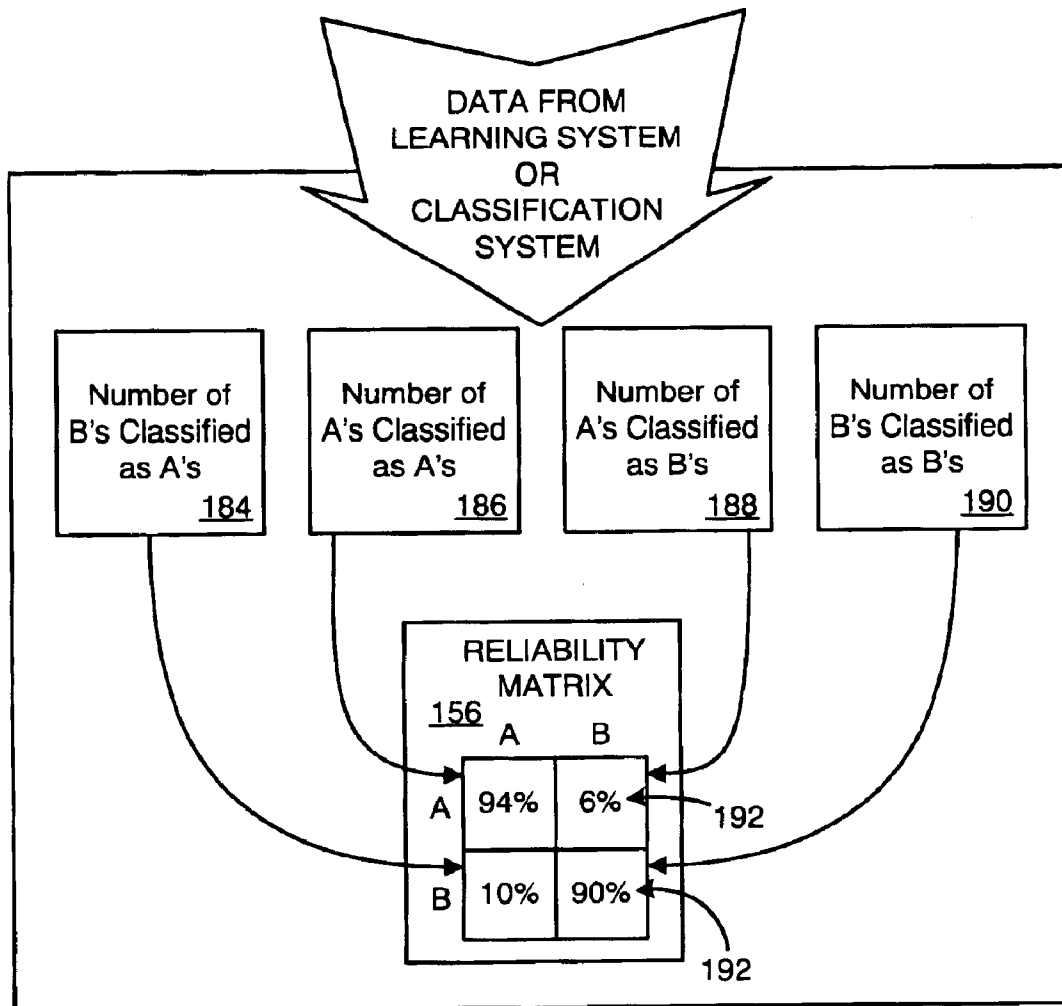 DATA FROM
LEARNING SYSTEM
OR
CLASSIFICATION
SYSTEM
Number of
B's Classified
as A's
184
Number of
A's Classified
as A's
186
Number of
A's Classified
as B's
188
Number of
B's Classified
as B's
190
RELIABILITY
MATRIX
156
A B
A 94% 6% 192
B 10% 90%
192